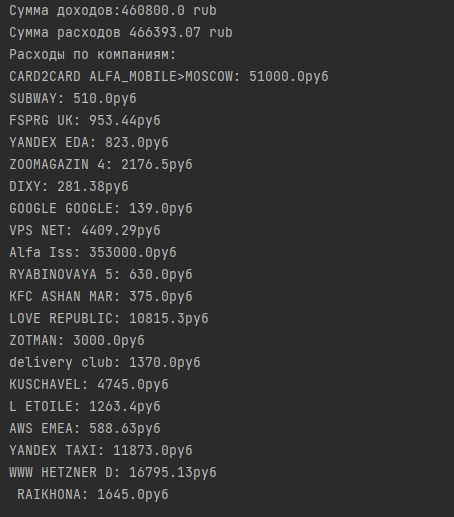 Сумма доходов:460800.0 rub
Сумма расходов 466393.07 rub
Расходы по компаниям:
CARD2CARD ALFA_MOBILE>MOSCOW: 51000.0руб
SUBWAY: 510.0руб
FSPRG UK: 953.44руб
YANDEX EDA: 823.0руб
ZOOMAGAZIN 4: 2176.5руб
DIXY: 281.38руб
GOOGLE GOOGLE: 139.0руб
VPS NET: 4409.29руб
Alfa Iss: 353000.0руб
RYABINOVAYA 5: 630.0руб
KFC ASHAN MAR: 375.0руб
LOVE REPUBLIC: 10815.3руб
ZOTMAN: 3000.0руб
delivery club: 1370.0руб
KUSCHAVEL: 4745.0руб
L ETOILE: 1263.4руб
AWS EMEA: 588.63руб
YANDEX TAXI: 11873.0руб
WWW HETZNER D: 16795.13руб
RAIKHONA: 1645.0руб